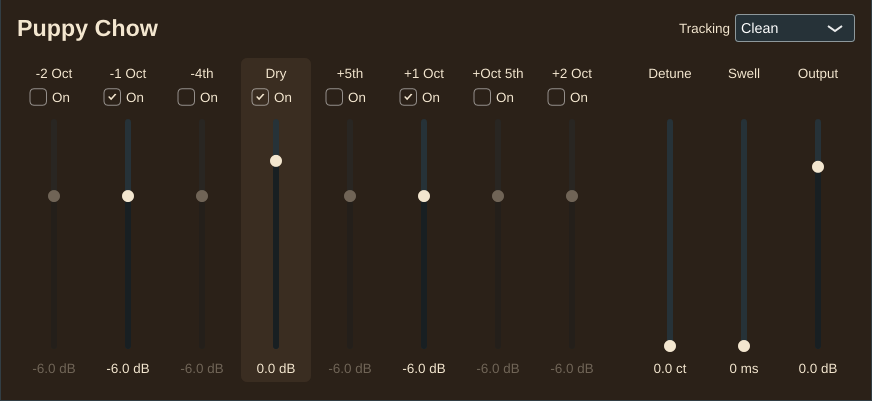 Puppy Chow
Tracking Clean
-2 Oct -1 Oct -4th Dry +5th +1 Oct +Oct 5th +2 Oct Detune Swell Output
On On On On On On On On
-6.0 dB -6.0 dB -6.0 dB 0.0 dB -6.0 dB -6.0 dB -6.0 dB -6.0 dB 0.0 ct 0 ms 0.0 dB